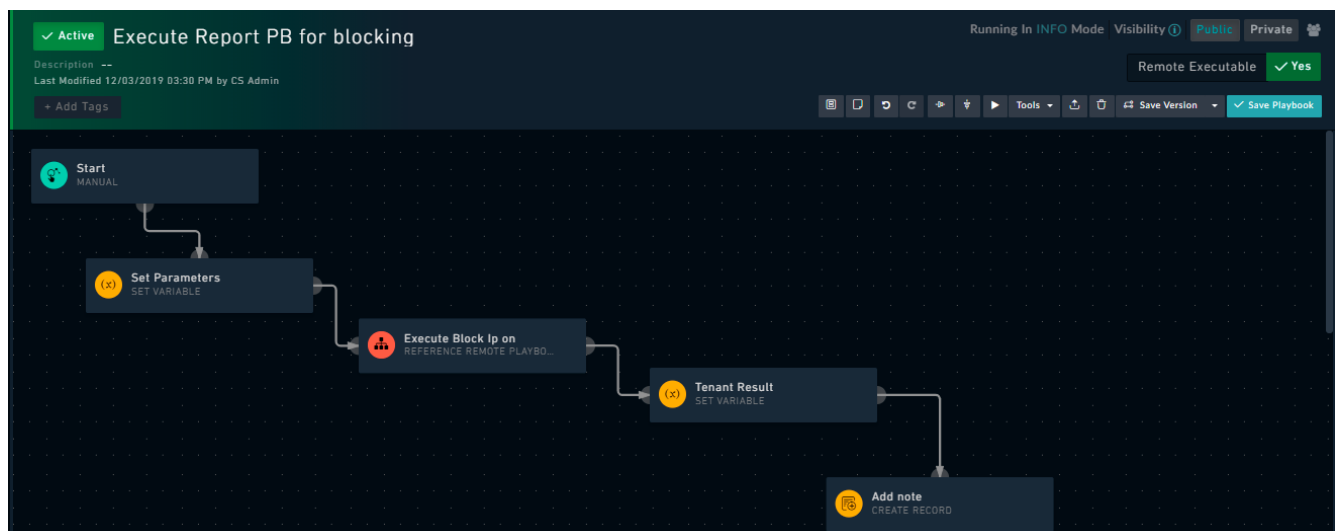 Active Execute Report PB for blocking
Running In INFO Mode Visibility Public Private
Description --
Last Modified 12/03/2019 03:30 PM by CS Admin
Remote Executable Yes
+ Add Tags
Tools Save Version Save Playbook
Start
MANUAL
Set Parameters
(x) SET VARIABLE
Execute Block Ip on
REFERENCE REMOTE PLAYBO...
Tenant Result
(x) SET VARIABLE
Add note
CREATE RECORD